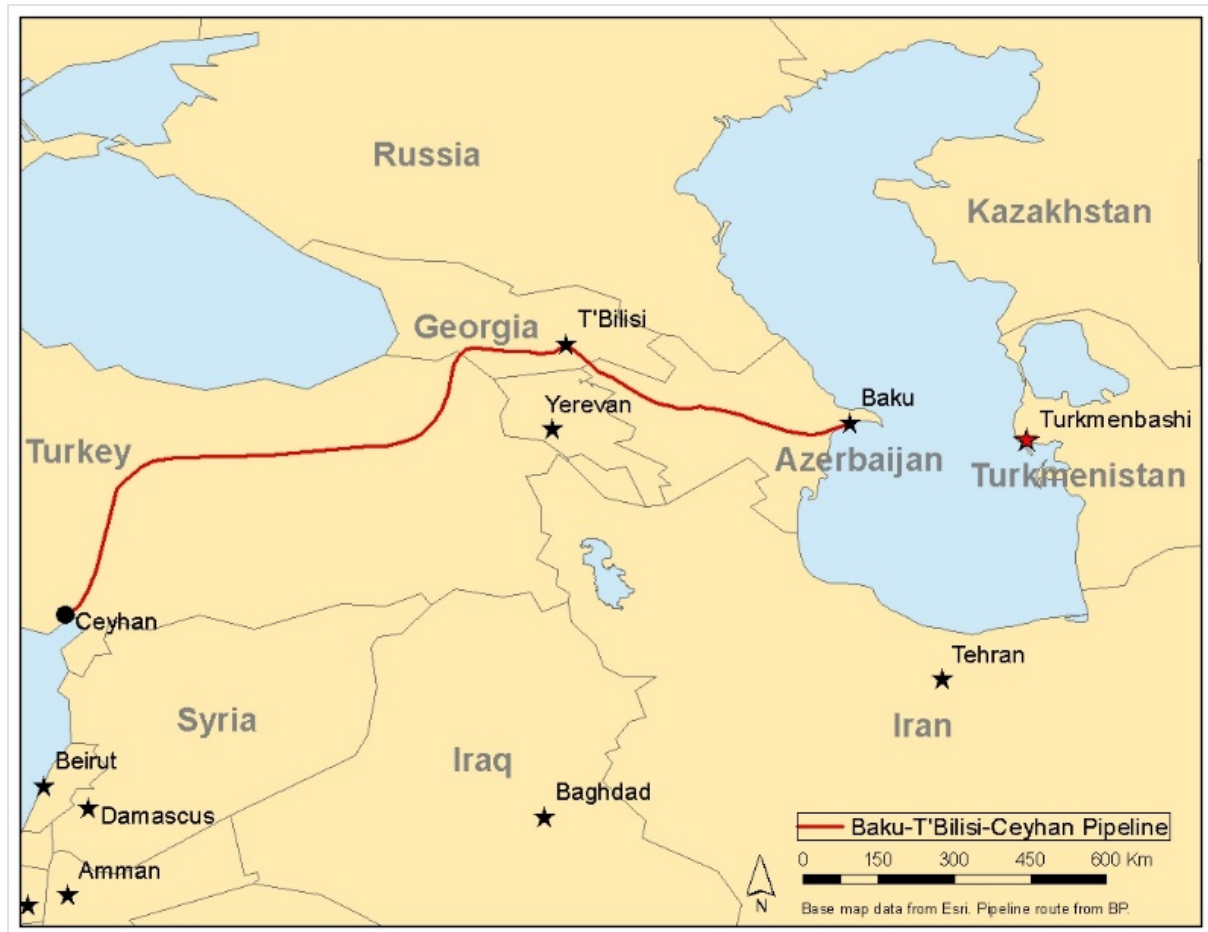 Russia
Kazakhstan
T'Bilisi
Georgia
Baku
Yerevan
Turkmenbashi
Turkey
Azerbaijan
Turkmenistan
Ceyhan
Tehran
Syria
Iran
Iraq
Beirut
Baghdad
Damascus
Baku-T'Bilisi-Ceyhan Pipeline
0 150 300 450 600 Km
Amman
N
Base map data from Esri. Pipeline route from BP.